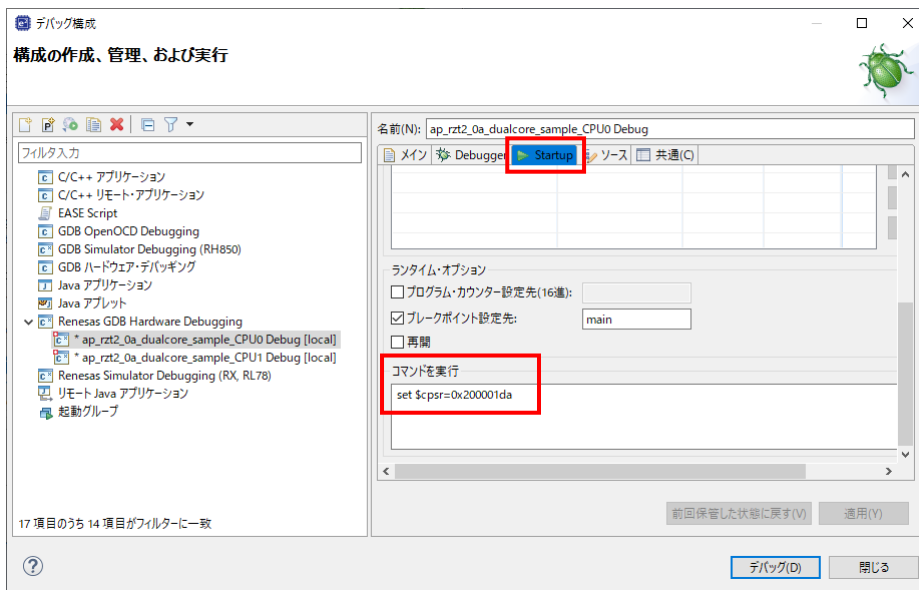 デバッグ構成
構成の作成、管理、および実行
フィルタ入力
C/C++ アプリケーション
C/C++ リモート・アプリケーション
EASE Script
GDB OpenOCD Debugging
GDB Simulator Debugging (RH850)
GDB ハードウェア・デバッギング
Java アプリケーション
Java アプレット
Renesas GDB Hardware Debugging
* ap_rzt2_0a_dualcore_sample_CPU0 Debug [local]
* ap_rzt2_0a_dualcore_sample_CPU1 Debug [local]
Renesas Simulator Debugging (RX, RL78)
リモート Java アプリケーション
起動グループ
17 項目のうち 14 項目がフィルターに一致
名前(N): ap_rzt2_0a_dualcore_sample_CPU0 Debug
メイン Debugger Startup ソース 共通(C)
ランタイム・オプション
プログラム・カウンター設定先(16進):
ブレークポイント設定先: main
再開
コマンドを実行
set $cpsr=0x200001da
前回保管した状態に戻す(V) 適用(Y)
デバッグ(D) 閉じる